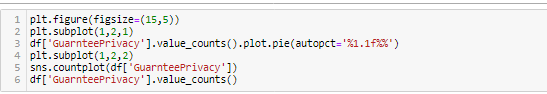 1 plt.figure(figsize=(15,5))
2 plt.subplot(1,2,1)
3 df['GuarnteePrivacy'].value_counts().plot.pie(autopct='%1.1f%%')
4 plt.subplot(1,2,2)
5 sns.countplot(df['GuarnteePrivacy'])
6 df['GuarnteePrivacy'].value_counts()